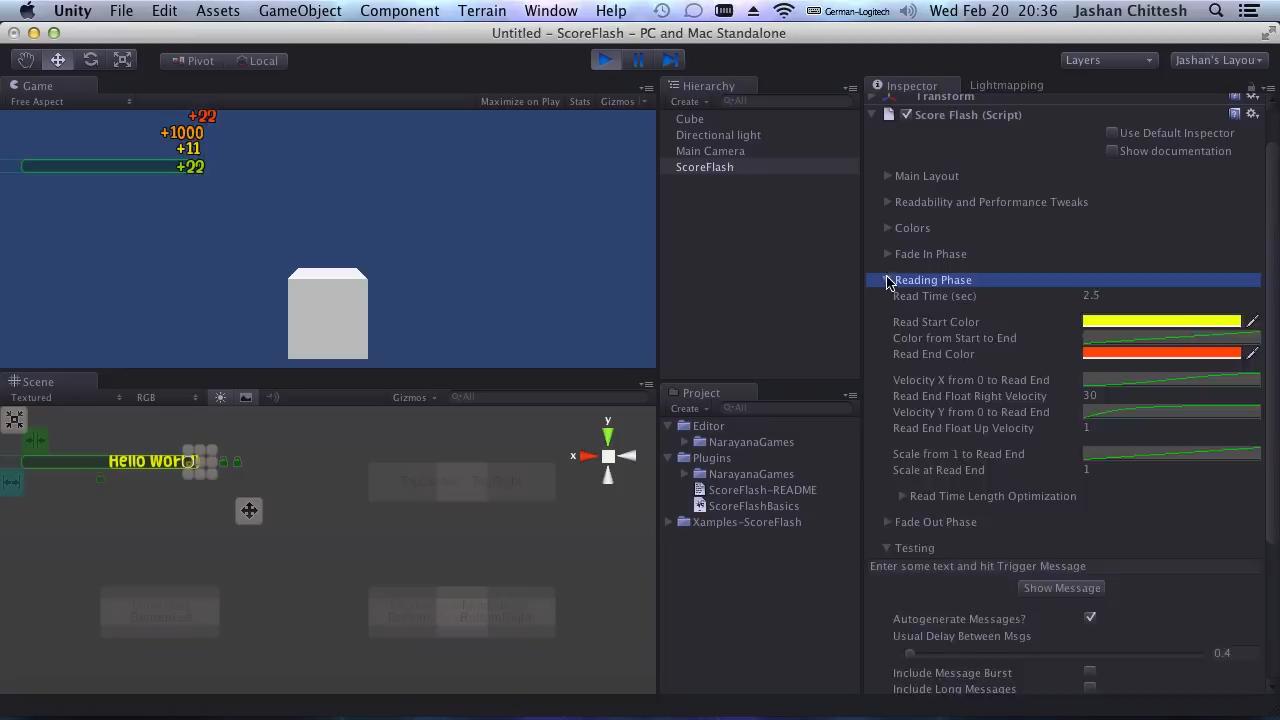 Unity File Edit Assets GameObject Component Terrain Window Help German-Logitech Wed Feb 20 20:36 Jashan Chittesh
Untitled - ScoreFlash - PC and Mac Standalone
Pivot Local Layers Jashan's Layou
Game
Free Aspect Maximize on Play Stats Gizmos
+22
+1000
+11
+22
Scene
Textured RGB Gizmos All
Hello World
Hierarchy
Create All
Cube
Directional light
Main Camera
ScoreFlash
Project
Create All
Editor
NarayanaGames
Plugins
NarayanaGames
ScoreFlash-README
ScoreFlashBasics
Xamples-ScoreFlash
Inspector Lightmapping
Transform
Score Flash (Script)
Use Default Inspector
Show documentation
Main Layout
Readability and Performance Tweaks
Colors
Fade In Phase
Reading Phase
Read Time (sec) 2.5
Read Start Color
Color from Start to End
Read End Color
Velocity X from 0 to Read End
Read End Float Right Velocity 30
Velocity Y from 0 to Read End
Read End Float Up Velocity 1
Scale from 1 to Read End
Scale at Read End 1
Read Time Length Optimization
Fade Out Phase
Testing
Enter some text and hit Trigger Message
Show Message
Autogenerate Messages?
Usual Delay Between Msgs
0.4
Include Message Burst
Include Long Messages